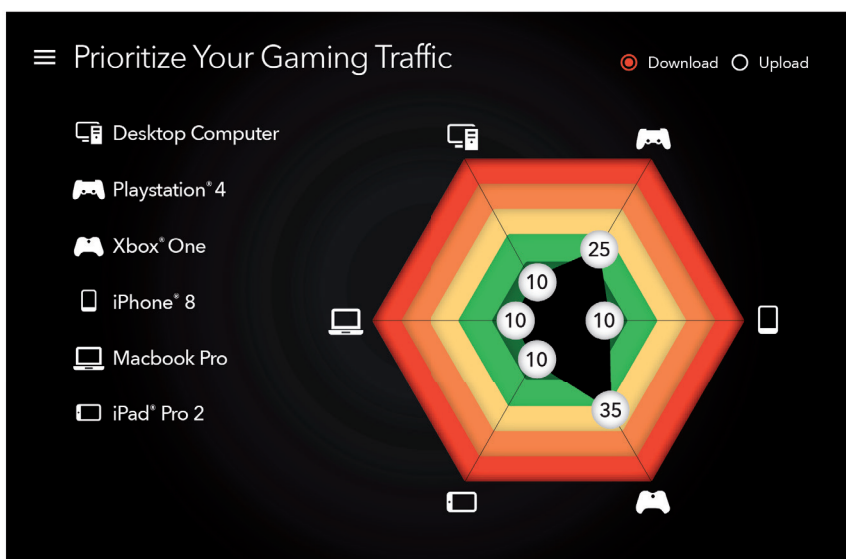 Prioritize Your Gaming Traffic
Download
Upload
Desktop Computer
Playstation® 4
Xbox® One
iPhone® 8
Macbook Pro
iPad® Pro 2
25
10
10
10
10
35